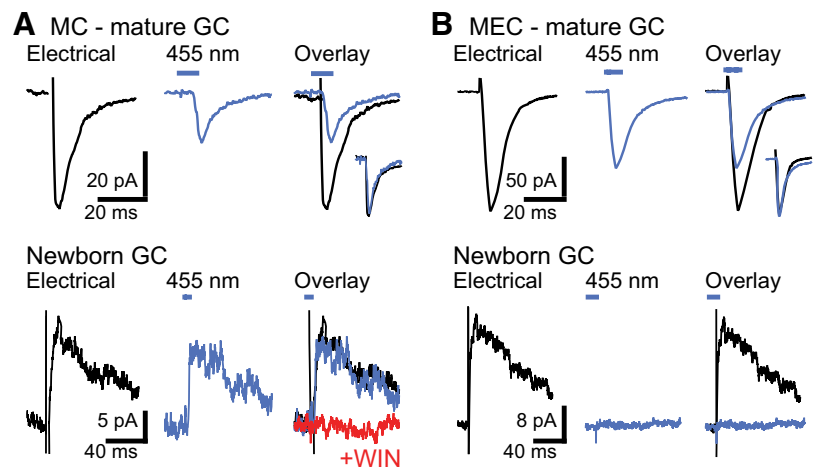 A MC - mature GC
Electrical 455 nm Overlay
20 pA
20 ms
Newborn GC
Electrical 455 nm Overlay
5 pA
40 ms
+WIN
B MEC - mature GC
Electrical 455 nm Overlay
50 pA
20 ms
Newborn GC
Electrical 455 nm Overlay
8 pA
40 ms